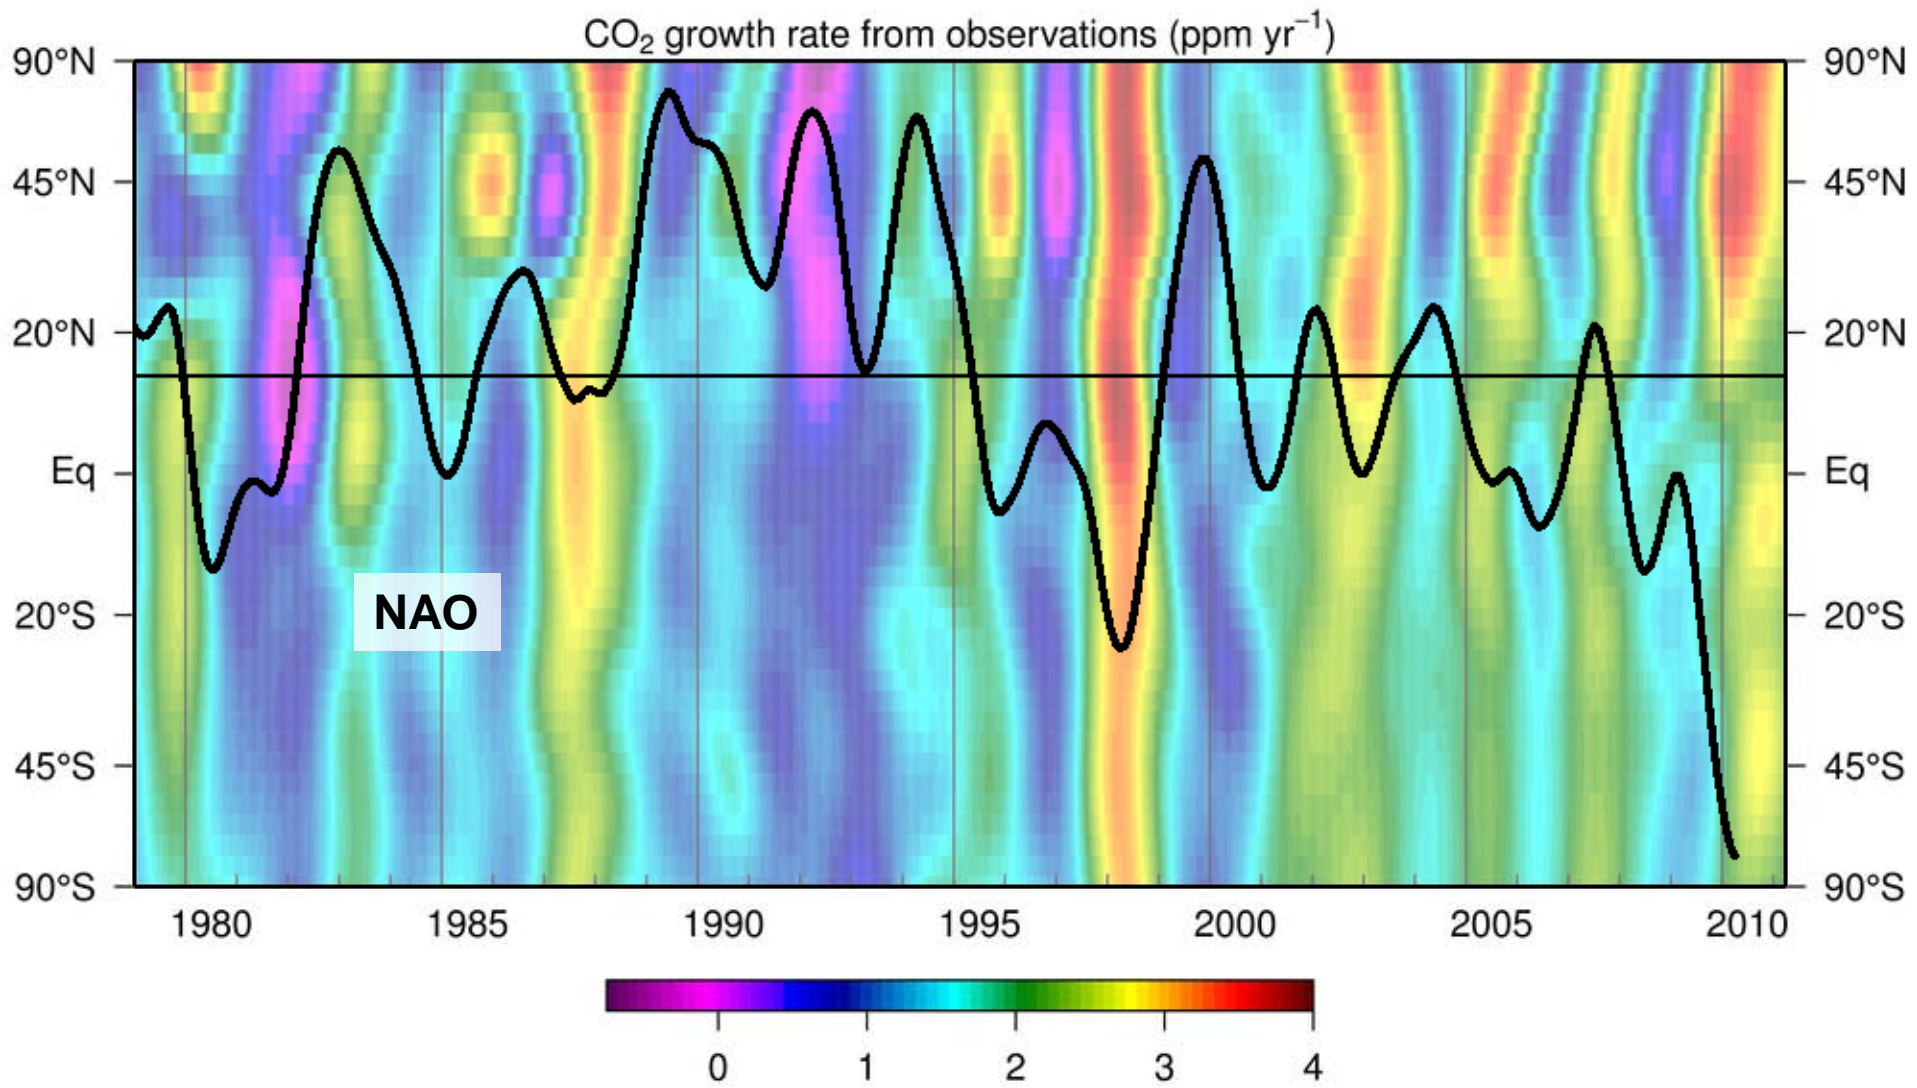 CO₂ growth rate from observations (ppm yr⁻¹)
90°N 90°N
45°N 45°N
20°N 20°N
Eq Eq
NAO
20°S 20°S
45°S 45°S
90°S 90°S
1980 1985 1990 1995 2000 2005 2010
0 1 2 3 4